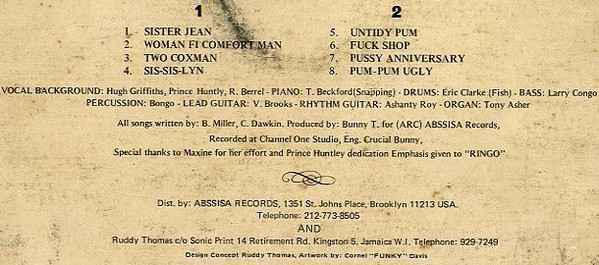 1 2
1. SISTER JEAN 5. UNTIDY PUM
2. WOMAN FI COMFORT MAN 6. FUCK SHOP
3. TWO COXMAN 7. PUSSY ANNIVERSARY
4. SIS-SIS-LYN 8. PUM-PUM UGLY
VOCAL BACKGROUND: Hugh Griffiths, Prince Huntly, R. Berrel - PIANO: T. Beckford(Snapping) - DRUMS: Eric Clarke (Fish) - BASS: Larry Congo
PERCUSSION: Bongo - LEAD GUITAR: V. Brooks - RHYTHM GUITAR: Ashanty Roy - ORGAN: Tony Asher
All songs written by: B. Miller, C. Dawkin. Produced by: Bunny T. for (ARC) ABSSISA Records,
Recorded at Channel One Studio, Eng. Crucial Bunny,
Special thanks to Maxine for her effort and Prince Huntley dedication Emphasis given to "RINGO"
Dist. by: ABSSISA RECORDS, 1351 St. Johns Place, Brooklyn 11213 USA.
Telephone: 212-773-8505
AND
Ruddy Thomas c/o Sonic Print 14 Retirement Rd. Kingston 5. Jamaica W.I. Telephone: 929-7249
Design Concept Ruddy Thomas, Artwork by: Cornel "FUNKY" Davis